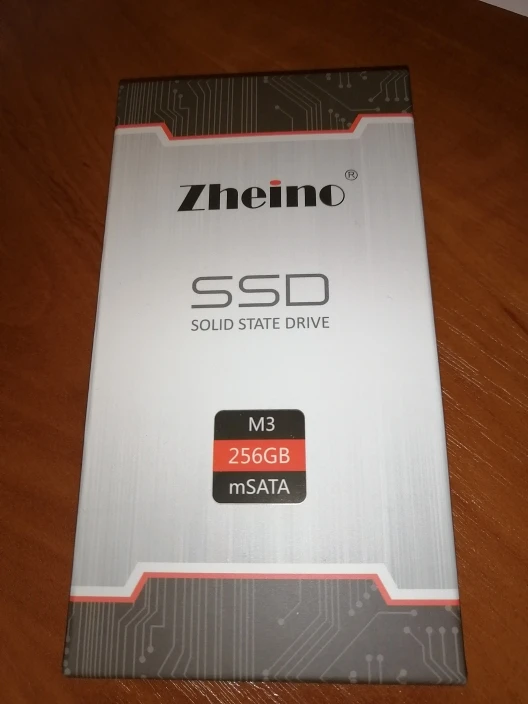 Zheino®
SSD
SOLID STATE DRIVE
M3
256GB
mSATA